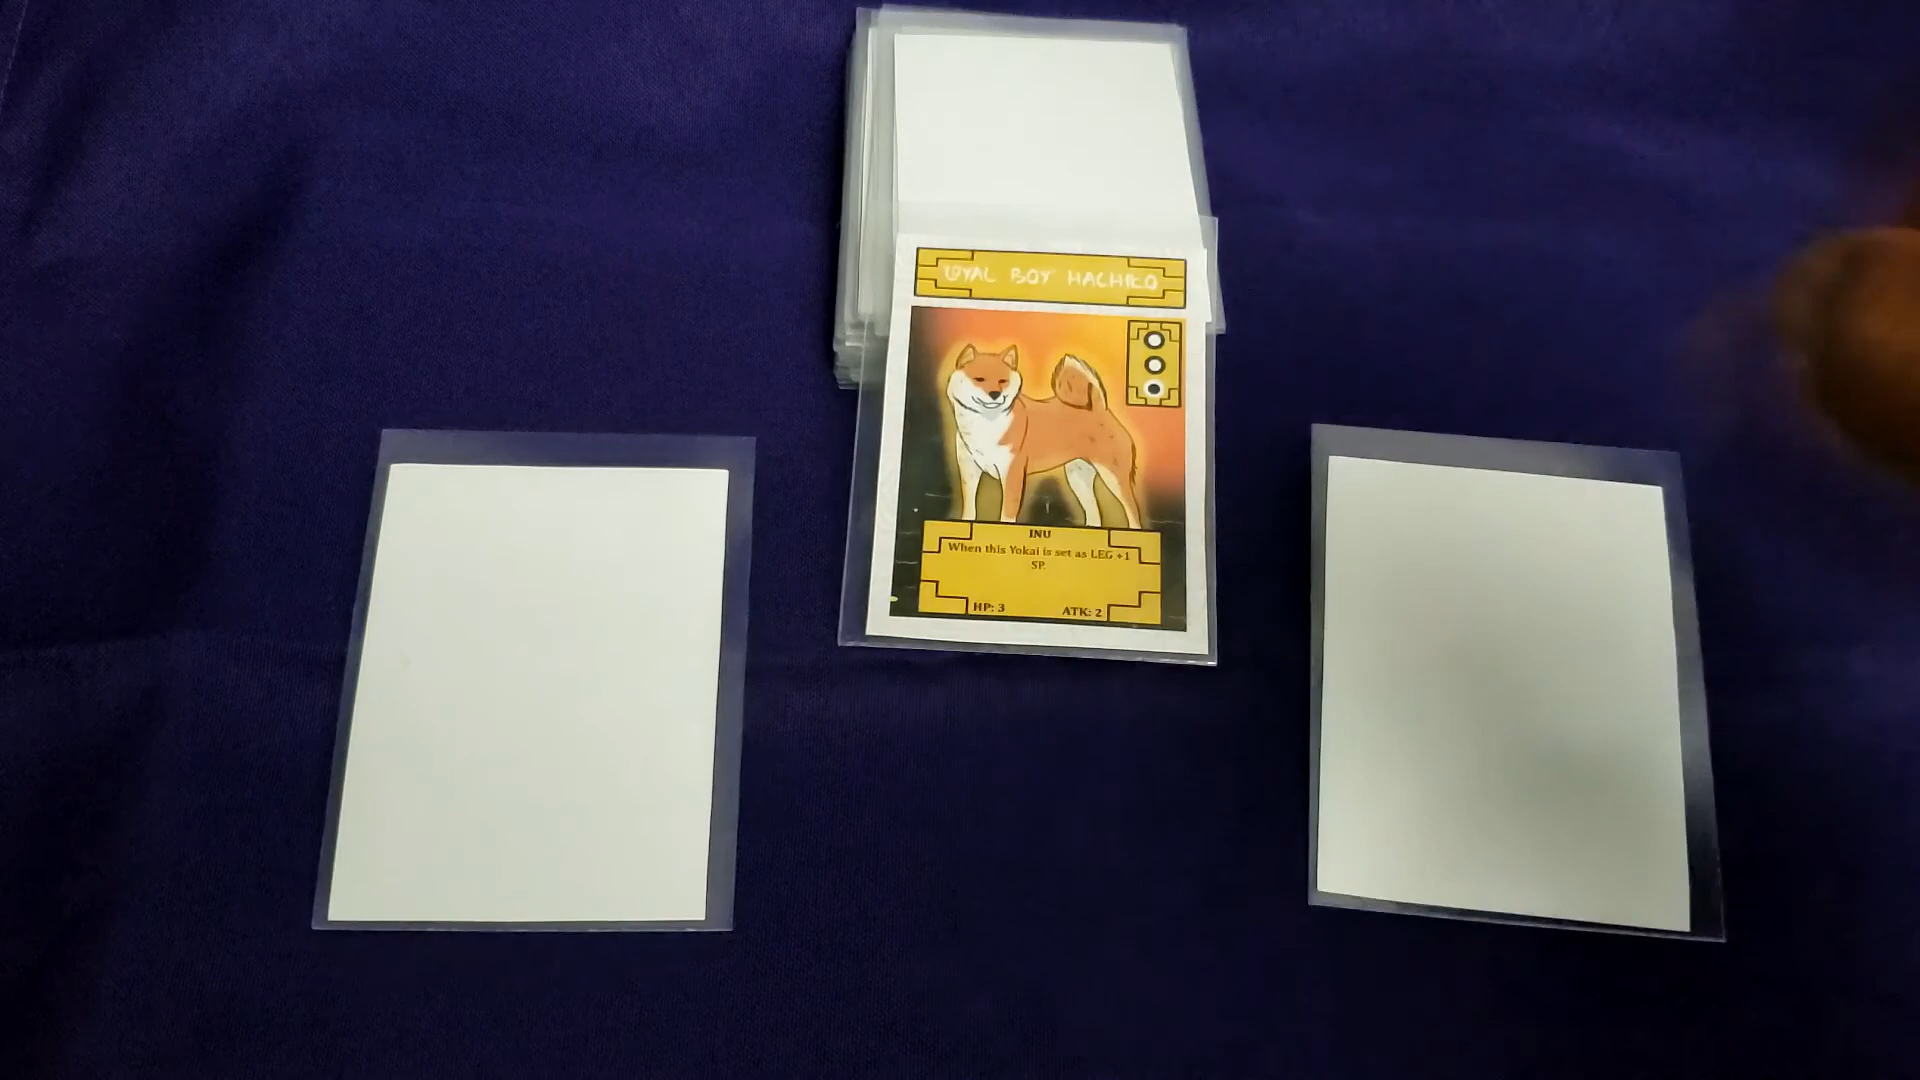 LOYAL BOY HACHIKO
INU
When this Yokai is set as LEG +1
SP.
HP: 3 ATK: 2